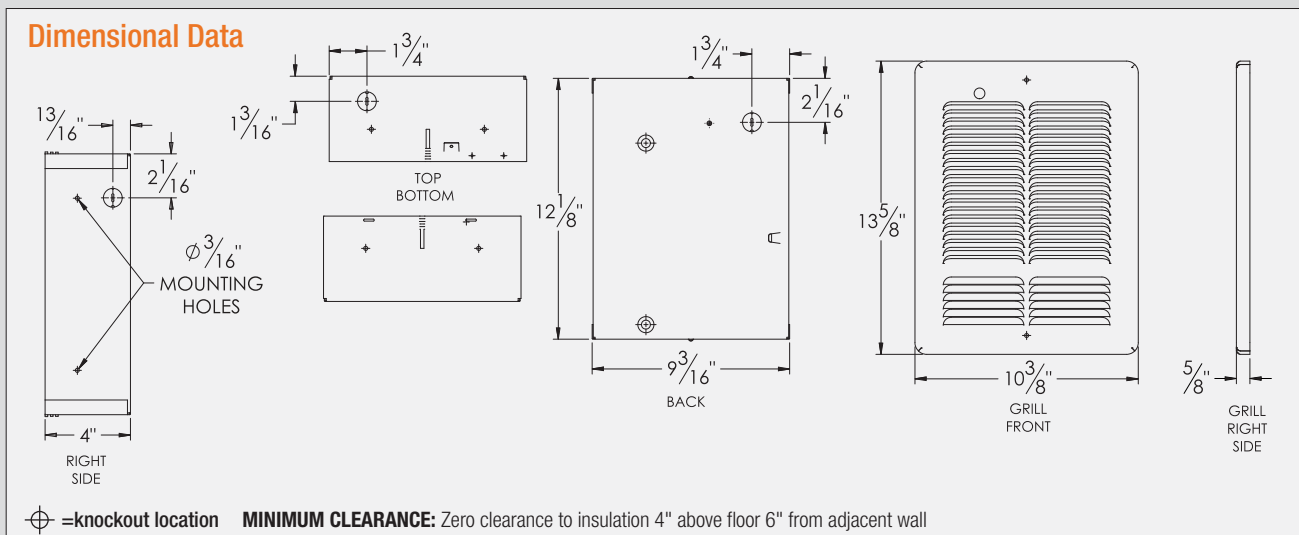 Dimensional Data
13/16"
2 1/16"
Ø 3/16"
MOUNTING
HOLES
4"
RIGHT
SIDE
1 3/4"
1 3/16"
TOP
BOTTOM
1 3/4"
2 1/16"
12 1/8"
9 3/16"
BACK
13 5/8"
10 3/8"
GRILL
FRONT
5/8"
GRILL
RIGHT
SIDE
=knockout location MINIMUM CLEARANCE: Zero clearance to insulation 4" above floor 6" from adjacent wall